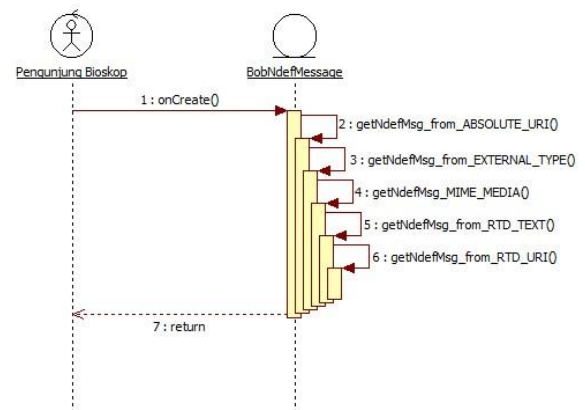 Pengunjung Bioskop
BobNdefMessage
1 : onCreate()
2 : getNdefMsg_from_ABSOLUTE_URI()
3 : getNdefMsg_from_EXTERNAL_TYPE()
4 : getNdefMsg_MIME_MEDIA()
5 : getNdefMsg_from_RTD_TEXT()
6 : getNdefMsg_from_RTD_URI()
7 : return